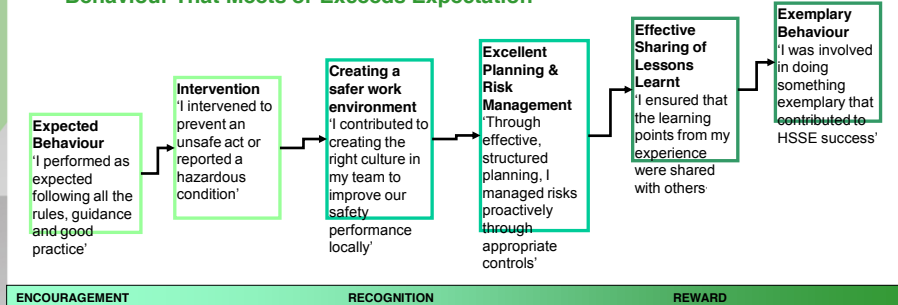 Behaviour That Meets or Exceeds Expectation
Expected
Behaviour
‘I performed as
expected
following all the
rules, guidance
and good
practice’
Intervention
‘I intervened to
prevent an
unsafe act or
reported a
hazardous
condition’
Creating a
safer work
environment
‘I contributed to
creating the
right culture in
my team to
improve our
safety
performance
locally’
Excellent
Planning &
Risk
Management
‘Through
effective,
structured
planning, I
managed risks
proactively
through
appropriate
controls’
Effective
Sharing of
Lessons
Learnt
‘I ensured that
the learning
points from my
experience
were shared
with others
Exemplary
Behaviour
‘I was involved
in doing
something
exemplary that
contributed to
HSSE success’
ENCOURAGEMENT RECOGNITION REWARD